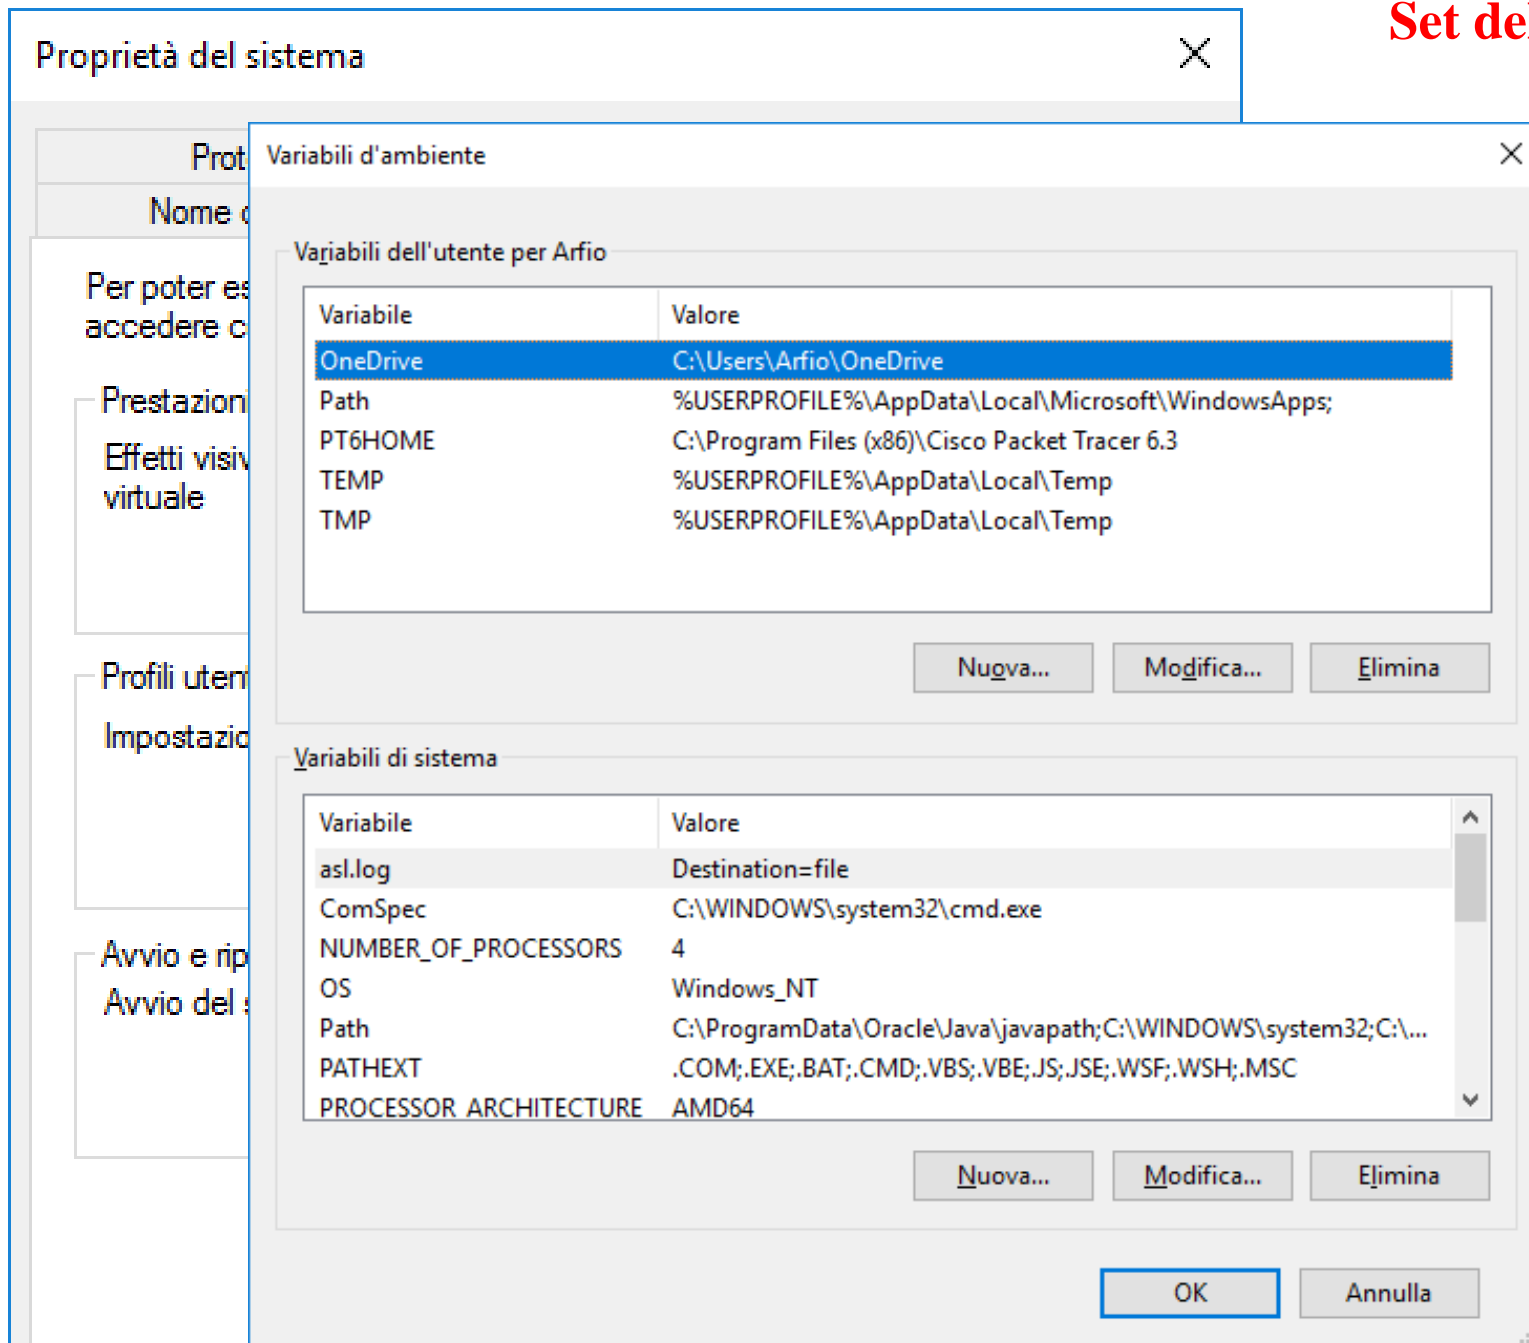 Set del
Proprietà del sistema
Prot
Nome
Per poter es
accedere c
Prestazioni
Effetti visiv
virtuale
Profili utent
Impostazio
Avvio e rip
Avvio del s
Variabili d'ambiente
Variabili dell'utente per Arfio
Variabile Valore
OneDrive C:\Users\Arfio\OneDrive
Path %USERPROFILE%\AppData\Local\Microsoft\WindowsApps;
PT6HOME C:\Program Files (x86)\Cisco Packet Tracer 6.3
TEMP %USERPROFILE%\AppData\Local\Temp
TMP %USERPROFILE%\AppData\Local\Temp
Nuova... Modifica... Elimina
Variabili di sistema
Variabile Valore
asl.log Destination=file
ComSpec C:\WINDOWS\system32\cmd.exe
NUMBER_OF_PROCESSORS 4
OS Windows_NT
Path C:\ProgramData\Oracle\Java\javapath;C:\WINDOWS\system32;C:\...
PATHEXT .COM;.EXE;.BAT;.CMD;.VBS;.VBE;.JS;.JSE;.WSF;.WSH;.MSC
PROCESSOR_ARCHITECTURE AMD64
Nuova... Modifica... Elimina
OK Annulla